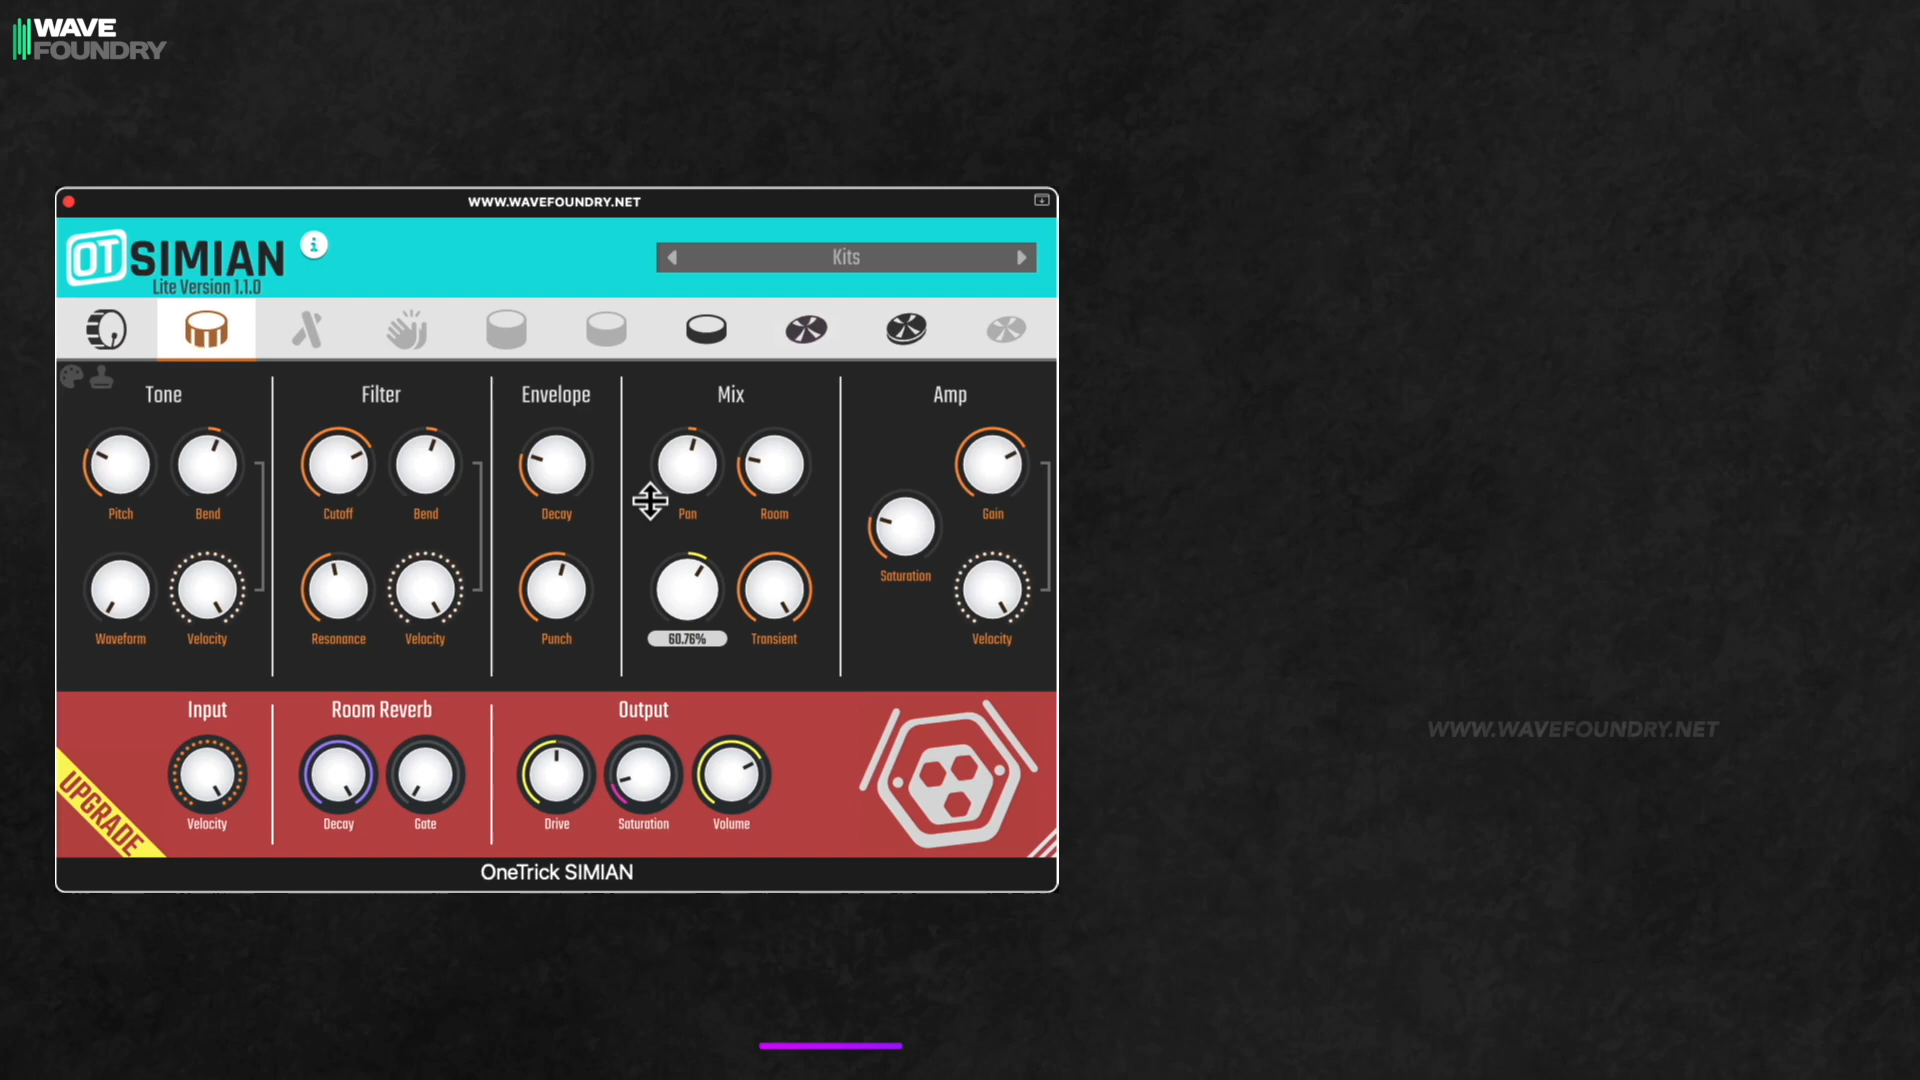 WAVE
FOUNDRY
WWW.WAVEFOUNDRY.NET
OT SIMIAN
i
Lite Version 1.1.0
Kits
Tone
Filter
Envelope
Mix
Amp
Pitch
Bend
Cutoff
Bend
Decay
Pan
Room
Gain
Saturation
Waveform
Velocity
Resonance
Velocity
Punch
60.76%
Transient
Velocity
Input
Room Reverb
Output
WWW.WAVEFOUNDRY.NET
UPGRADE
Velocity
Decay
Gate
Drive
Saturation
Volume
OneTrick SIMIAN